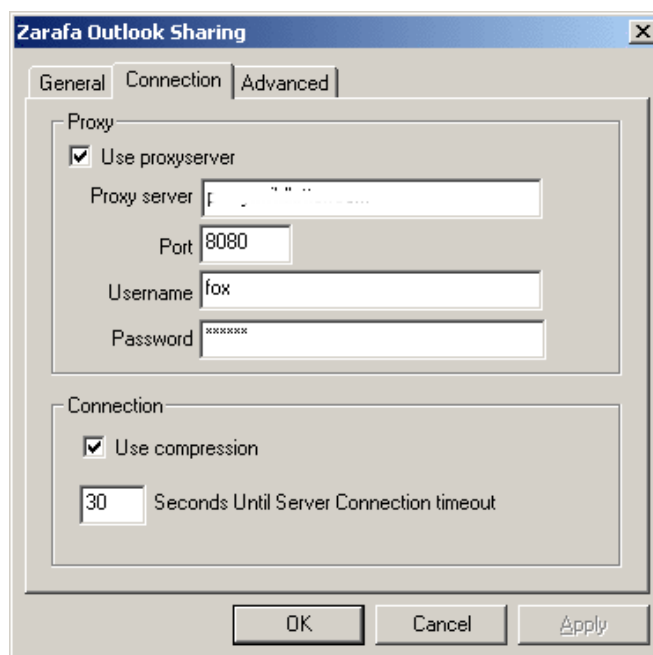 Zarafa Outlook Sharing
General Connection Advanced
Proxy
Use proxyserver
Proxy server
Port 8080
Username fox
Password ******
Connection
Use compression
30 Seconds Until Server Connection timeout
OK Cancel Apply